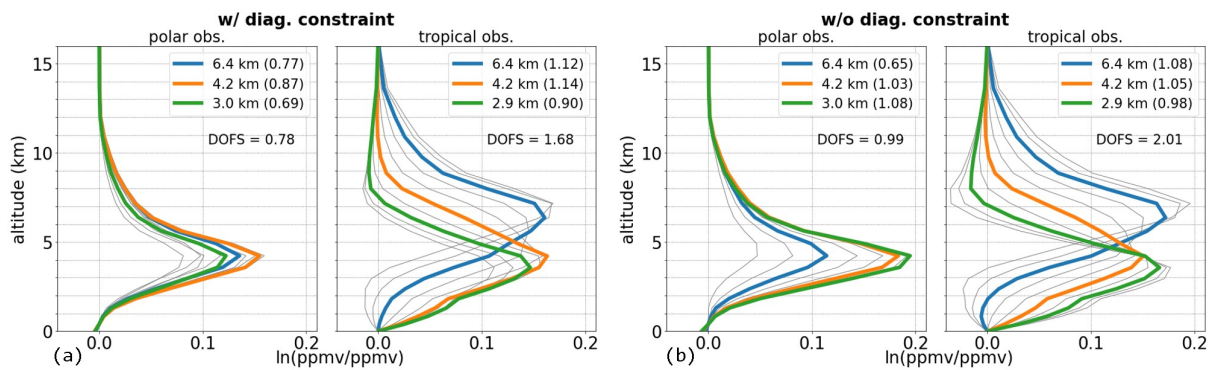 w/ diag. constraint
polar obs.
tropical obs.
altitude (km)
15
10
5
0
6.4 km (0.77)
4.2 km (0.87)
3.0 km (0.69)
DOFS = 0.78
6.4 km (1.12)
4.2 km (1.14)
2.9 km (0.90)
DOFS = 1.68
0.0
0.1
0.0
0.1
0.2
(a)
ln(ppmv/ppmv)
w/o diag. constraint
polar obs.
tropical obs.
altitude (km)
15
10
5
0
6.4 km (0.65)
4.2 km (1.03)
3.0 km (1.08)
DOFS = 0.99
6.4 km (1.08)
4.2 km (1.05)
2.9 km (0.98)
DOFS = 2.01
0.0
0.1
0.0
0.1
0.2
(b)
ln(ppmv/ppmv)